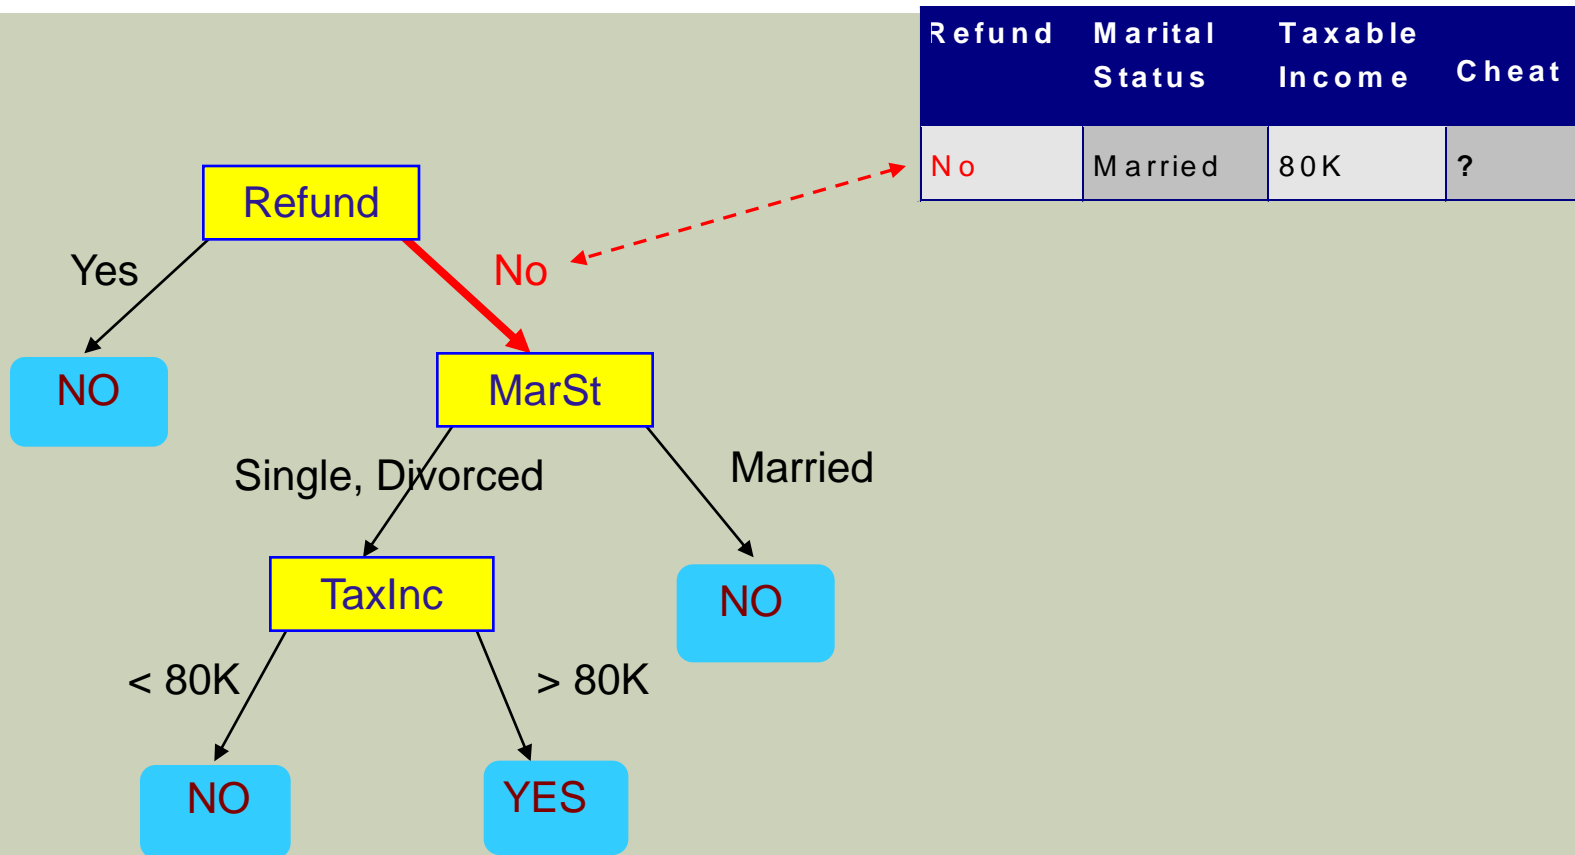 Refund Marital Taxable
Status Income Cheat
No Married 80K ?
Refund
Yes No
NO MarSt
Single, Divorced Married
TaxInc NO
< 80K > 80K
NO YES